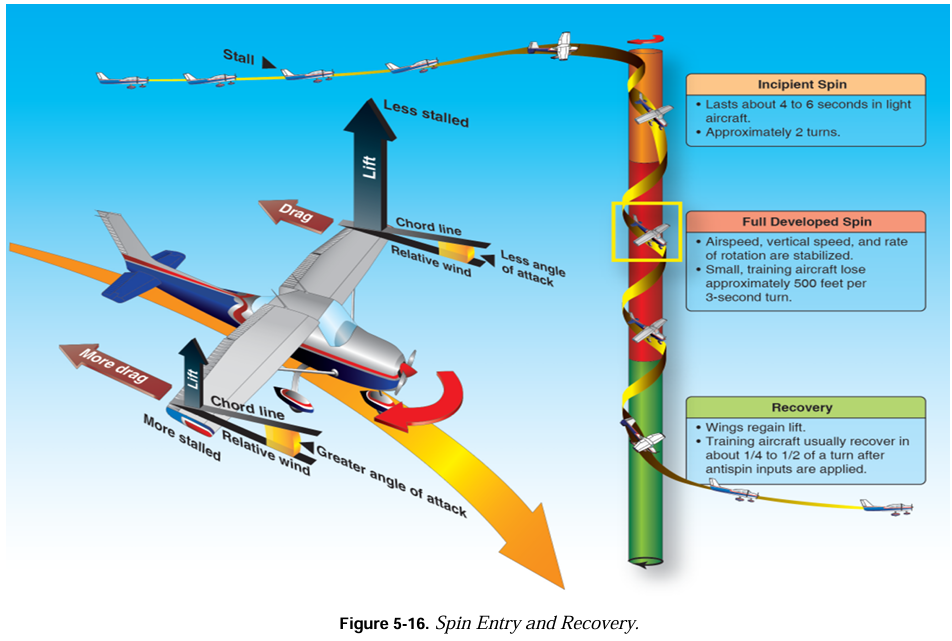 Stall
Less stalled
Lift
Drag
Chord line
Relative wind
Less angle
of attack
More drag
Lift
Chord line
More stalled
Relative wind
Greater angle of attack
Incipient Spin
• Lasts about 4 to 6 seconds in light
aircraft.
• Approximately 2 turns.
Full Developed Spin
• Airspeed, vertical speed, and rate
of rotation are stabilized.
• Small, training aircraft lose
approximately 500 feet per
3-second turn.
Recovery
• Wings regain lift.
• Training aircraft usually recover in
about 1/4 to 1/2 of a turn after
antispin inputs are applied.
Figure 5-16. Spin Entry and Recovery.